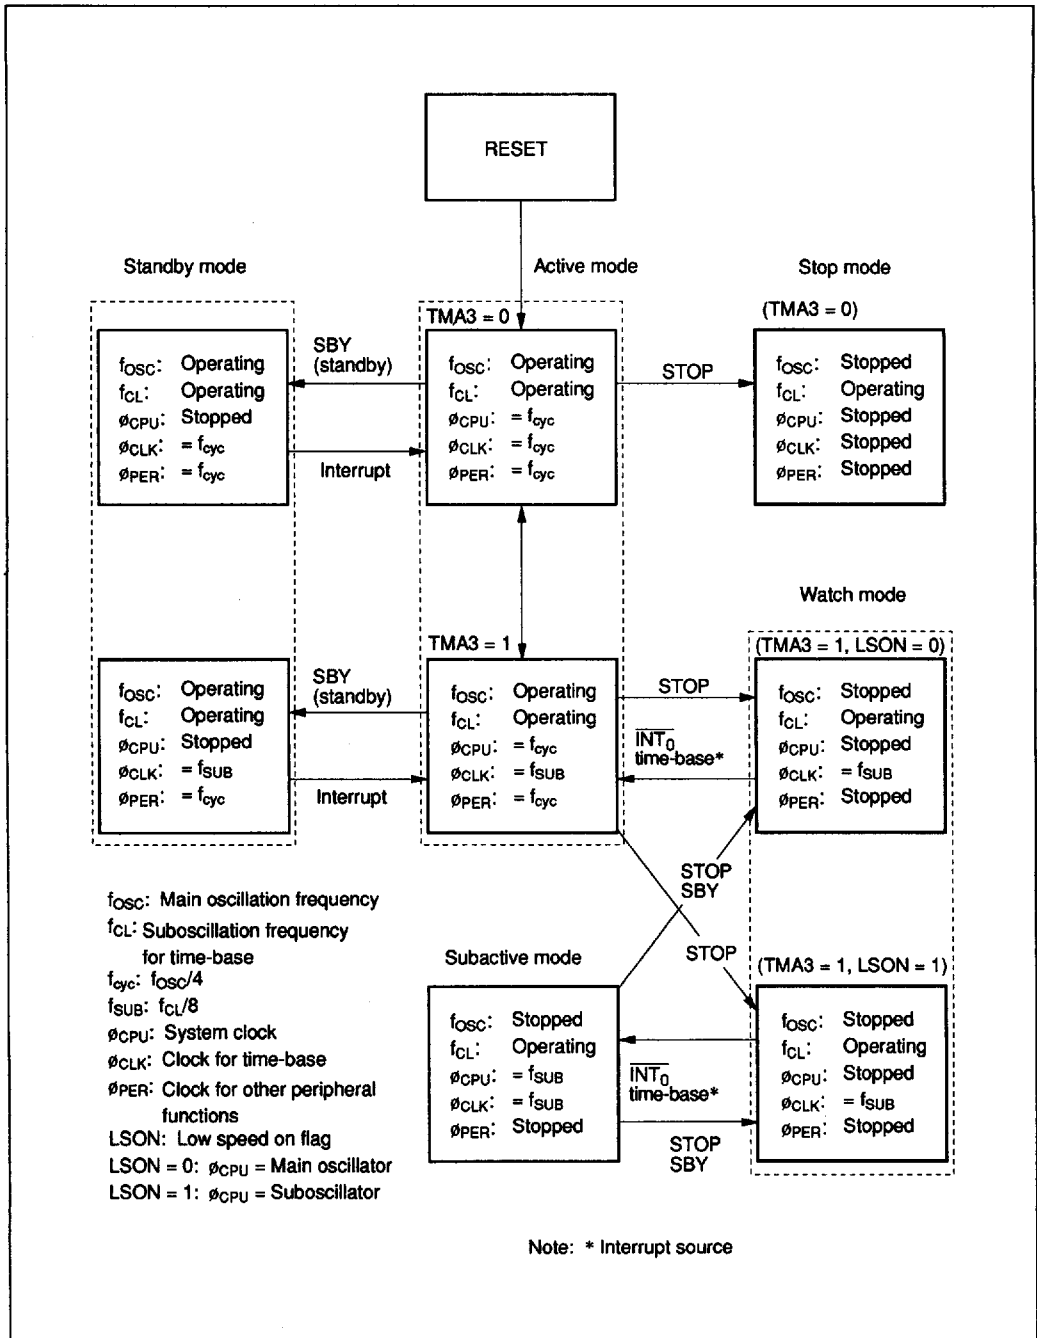 RESET
Standby mode
Active mode
Stop mode
TMA3 = 0
(TMA3 = 0)
fOSC: Operating
fCL: Operating
øCPU: Stopped
øCLK: = fcyc
øPER: = fcyc
SBY
(standby)
Interrupt
fOSC: Operating
fCL: Operating
øCPU: = fcyc
øCLK: = fcyc
øPER: = fcyc
STOP
fOSC: Stopped
fCL: Operating
øCPU: Stopped
øCLK: Stopped
øPER: Stopped
Watch mode
TMA3 = 1
(TMA3 = 1, LSON = 0)
fOSC: Operating
fCL: Operating
øCPU: Stopped
øCLK: = fSUB
øPER: = fcyc
SBY
(standby)
Interrupt
fOSC: Operating
fCL: Operating
øCPU: = fcyc
øCLK: = fSUB
øPER: = fcyc
STOP
INT0
time-base*
fOSC: Stopped
fCL: Operating
øCPU: Stopped
øCLK: = fSUB
øPER: Stopped
STOP
SBY
STOP
fOSC: Main oscillation frequency
fCL: Suboscillation frequency
for time-base
fcyc: fOSC/4
fSUB: fCL/8
øCPU: System clock
øCLK: Clock for time-base
øPER: Clock for other peripheral
functions
LSON: Low speed on flag
LSON = 0: øCPU = Main oscillator
LSON = 1: øCPU = Suboscillator
Subactive mode
(TMA3 = 1, LSON = 1)
fOSC: Stopped
fCL: Operating
øCPU: = fSUB
øCLK: = fSUB
øPER: Stopped
INT0
time-base*
STOP
SBY
fOSC: Stopped
fCL: Operating
øCPU: Stopped
øCLK: = fSUB
øPER: Stopped
Note: * Interrupt source